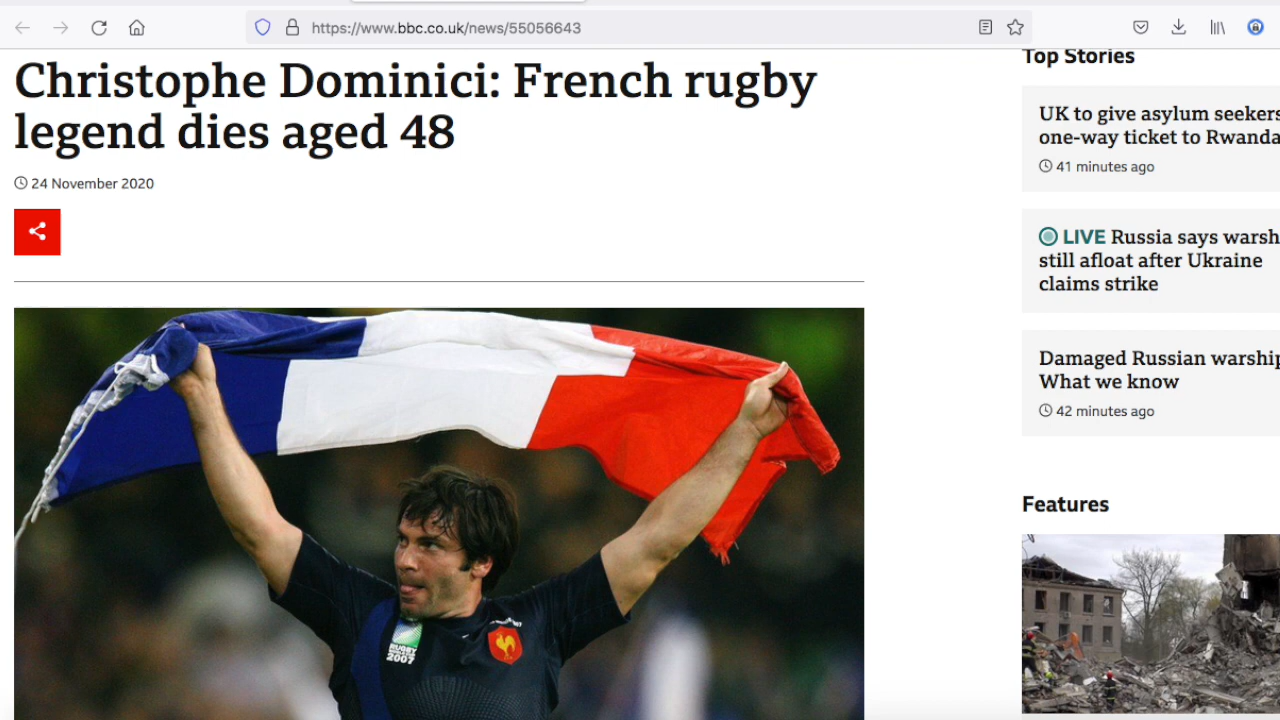 https://www.bbc.co.uk/news/55056643
Christophe Dominici: French rugby
legend dies aged 48
24 November 2020
RUGBY
2007
Top Stories
UK to give asylum seekers
one-way ticket to Rwanda
41 minutes ago
LIVE Russia says warsh
still afloat after Ukraine
claims strike
Damaged Russian warship
What we know
42 minutes ago
Features